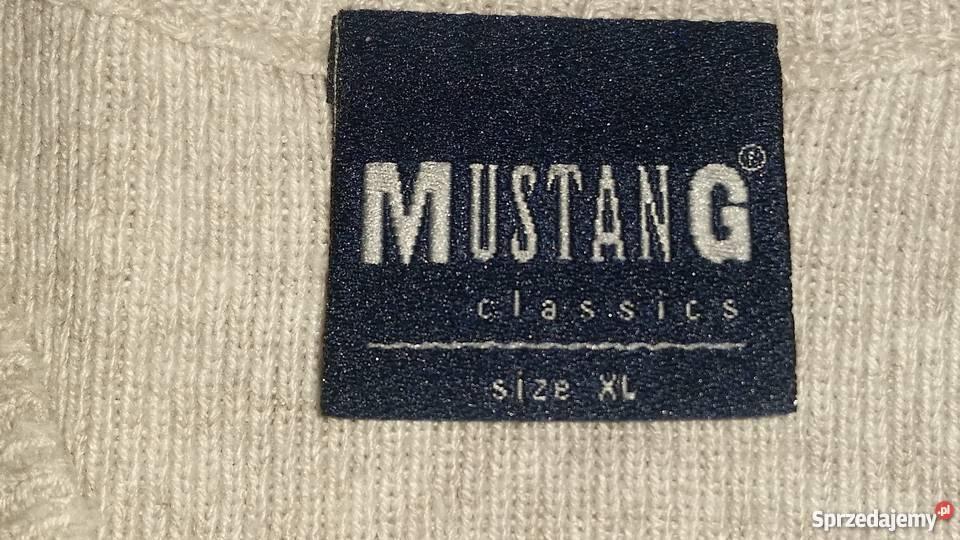 MUSTANG®
classics
size XL
Sprzedajemy.pl